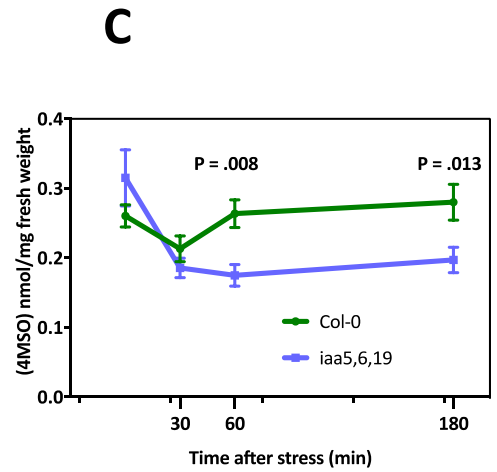 C
(4MSO) nmol/mg fresh weight
0.4
0.3
0.2
0.1
0.0
P = .008
P = .013
Col-0
iaa5,6,19
30 60 180
Time after stress (min)